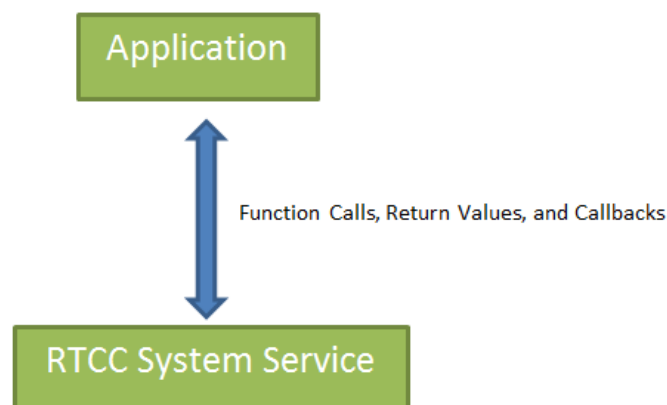 Application
Function Calls, Return Values, and Callbacks
RTCC System Service